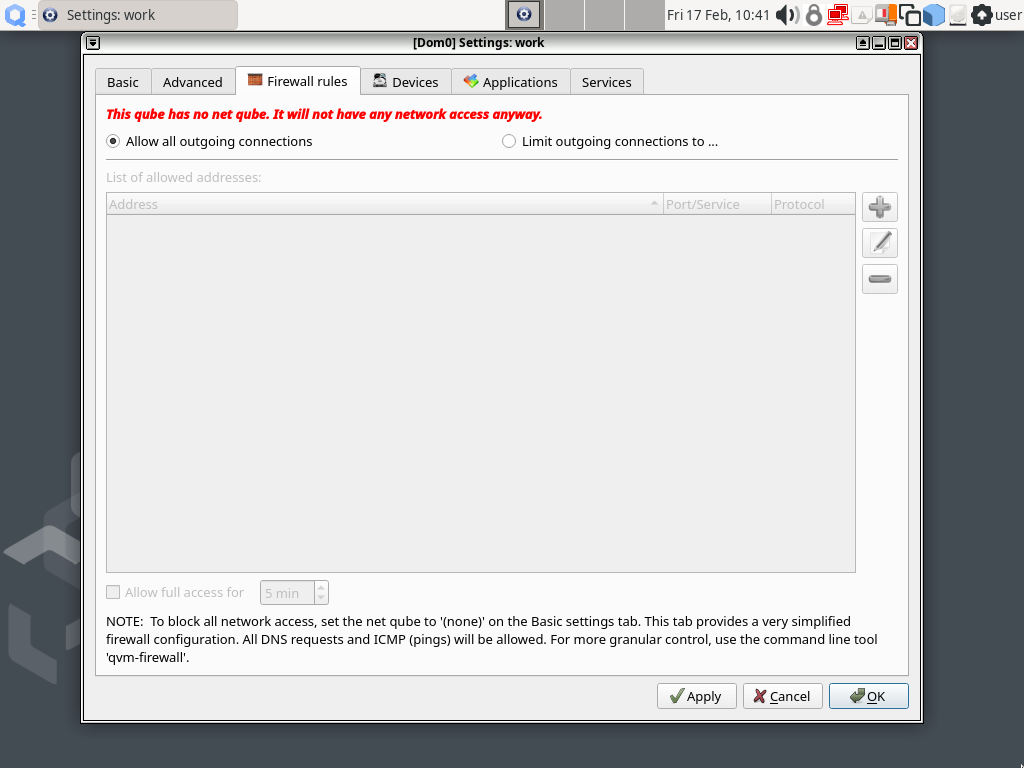 Settings: work
Fri 17 Feb, 10:41
user
[Dom0] Settings: work
Basic
Advanced
Firewall rules
Devices
Applications
Services
This qube has no net qube. It will not have any network access anyway.
Allow all outgoing connections
Limit outgoing connections to ...
List of allowed addresses:
Address
Port/Service
Protocol
Allow full access for
5 min
NOTE:  To block all network access, set the net qube to '(none)' on the Basic settings tab. This tab provides a very simplified
firewall configuration. All DNS requests and ICMP (pings) will be allowed. For more granular control, use the command line tool
'qvm-firewall'.
Apply
Cancel
OK